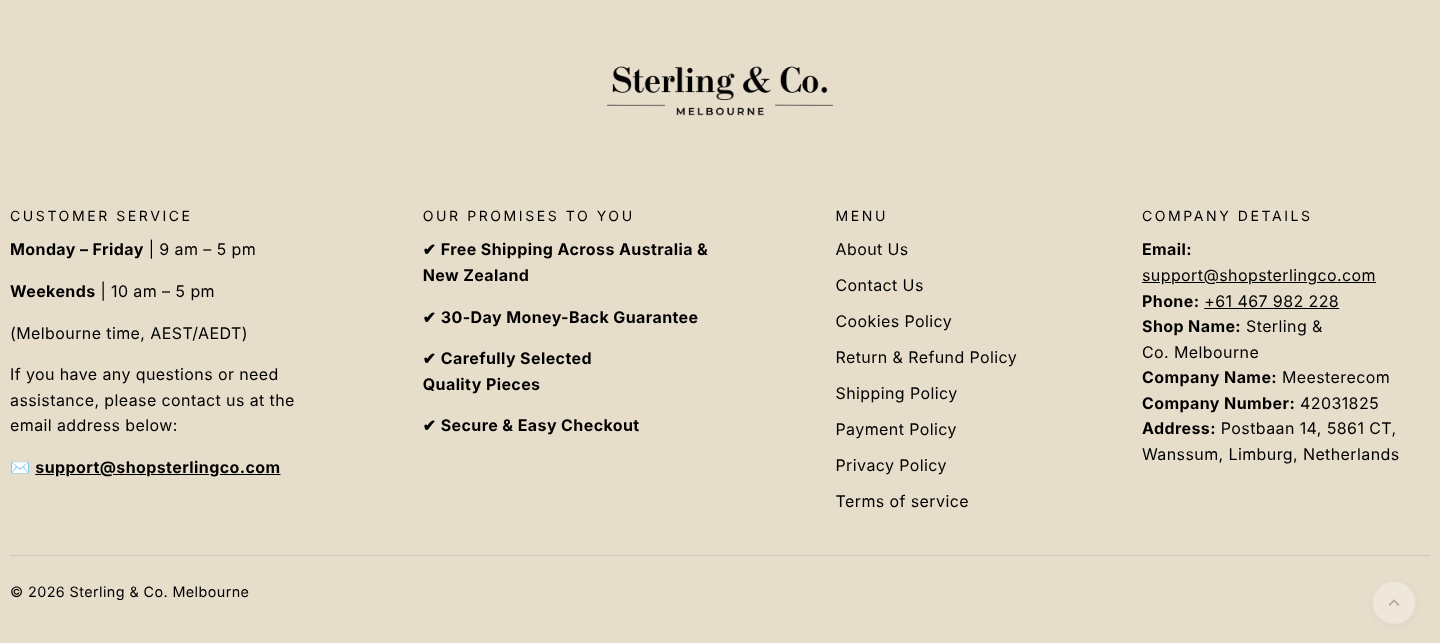 Sterling & Co.
MELBOURNE
CUSTOMER SERVICE
Monday – Friday | 9 am – 5 pm
Weekends | 10 am – 5 pm
(Melbourne time, AEST/AEDT)
If you have any questions or need
assistance, please contact us at the
email address below:
✉️ support@shopsterlingco.com
OUR PROMISES TO YOU
✔ Free Shipping Across Australia &
New Zealand
✔ 30-Day Money-Back Guarantee
✔ Carefully Selected
Quality Pieces
✔ Secure & Easy Checkout
MENU
About Us
Contact Us
Cookies Policy
Return & Refund Policy
Shipping Policy
Payment Policy
Privacy Policy
Terms of service
COMPANY DETAILS
Email:
support@shopsterlingco.com
Phone: +61 467 982 228
Shop Name: Sterling &
Co. Melbourne
Company Name: Meesterecom
Company Number: 42031825
Address: Postbaan 14, 5861 CT,
Wanssum, Limburg, Netherlands
© 2026 Sterling & Co. Melbourne